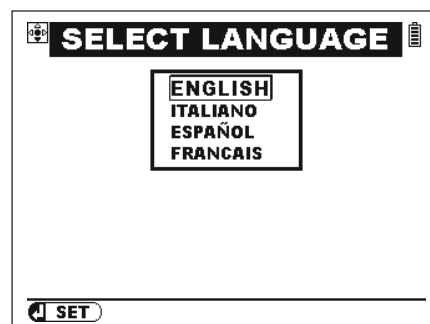 SELECT LANGUAGE
ENGLISH
ITALIANO
ESPAÑOL
FRANCAIS
SET